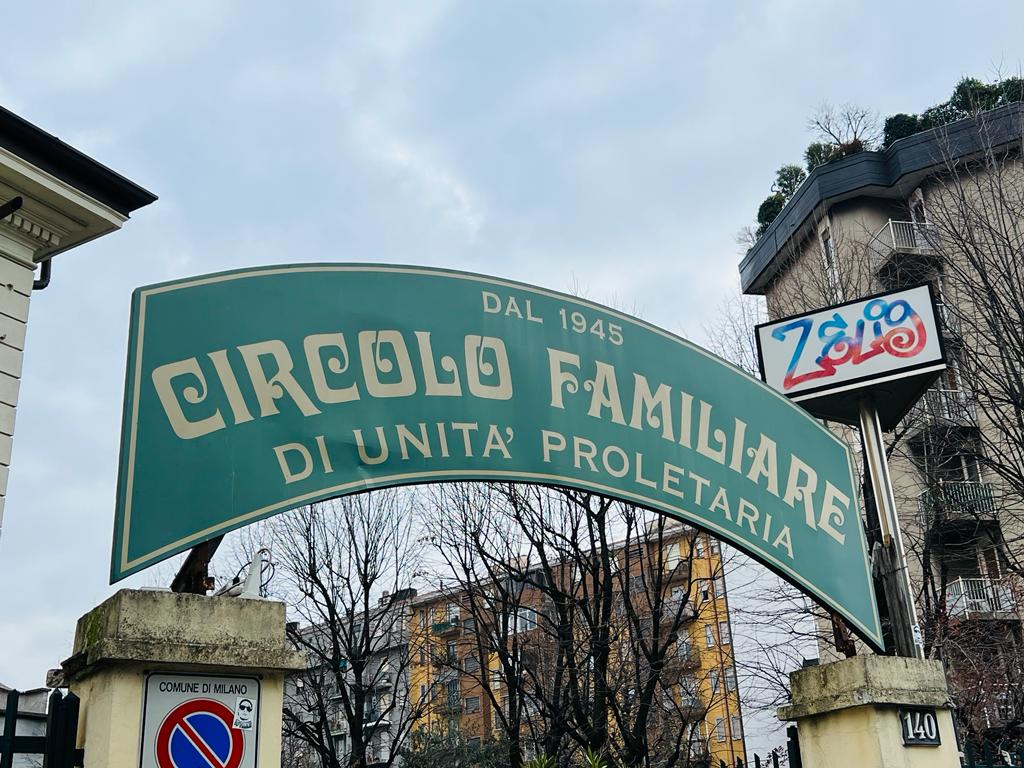 DAL 1945
CIRCOLO FAMILIARE
DI UNITA' PROLETARIA
Zelig
COMUNE DI MILANO
140